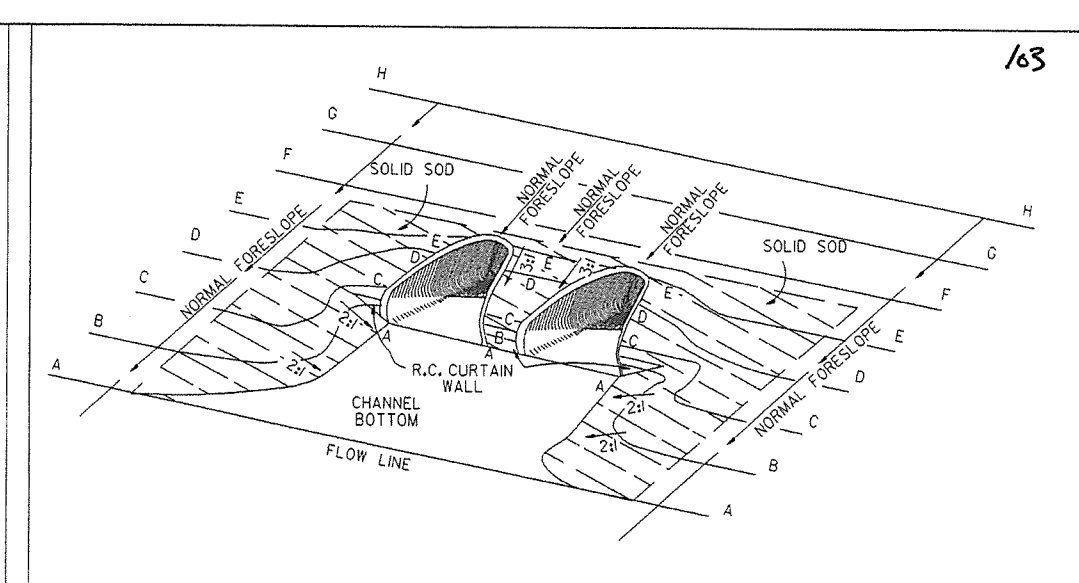 103
H
G
F
SOLID SOD
E
D
C
B
A
NORMAL FORESLOPE
NORMAL
FORESLOPE
NORMAL
FORESLOPE
NORMAL
FORESLOPE
H
G
SOLID SOD
F
E
D
C
B
A
NORMAL FORESLOPE
E
D
C
3:1
E
D
3:1
E
D
C
2:1
A
C
B
A
2:1
R.C. CURTAIN
WALL
A
2:1
2:1
CHANNEL
BOTTOM
FLOW LINE